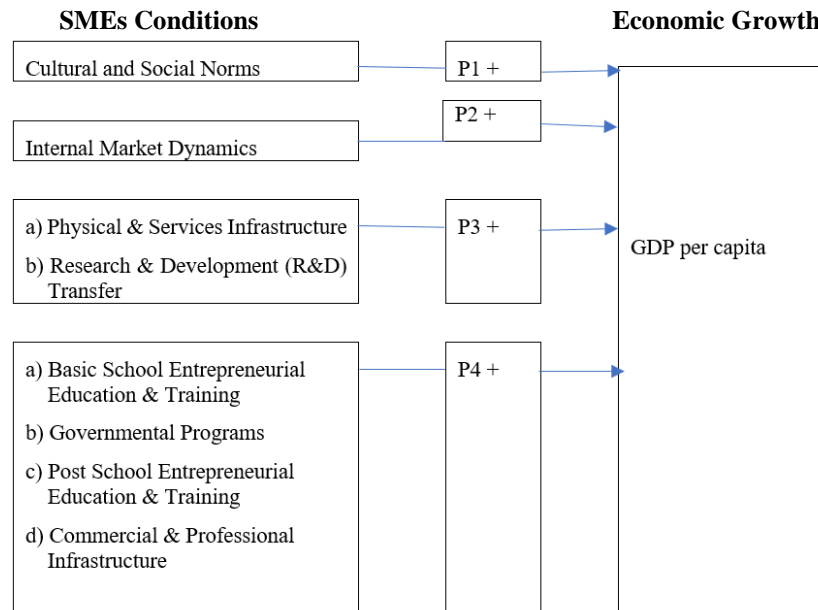 SMEs Conditions
Economic Growth
Cultural and Social Norms
P1 +
P2 +
Internal Market Dynamics
a) Physical & Services Infrastructure
P3 +
b) Research & Development (R&D)
Transfer
GDP per capita
a) Basic School Entrepreneurial
Education & Training
P4 +
b) Governmental Programs
c) Post School Entrepreneurial
Education & Training
d) Commercial & Professional
Infrastructure